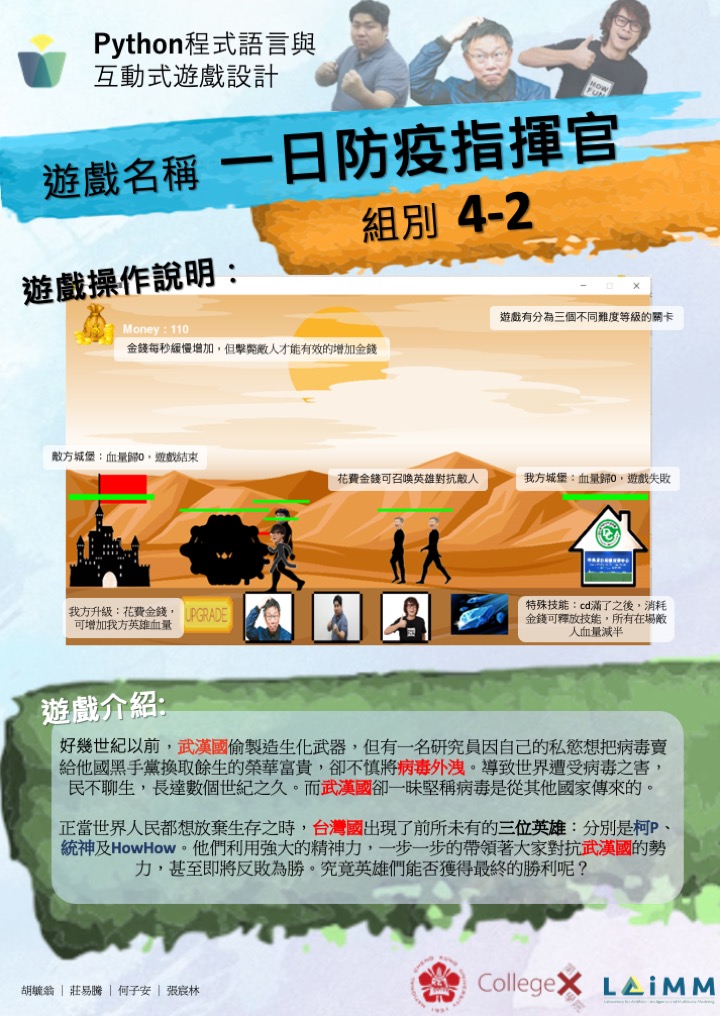 Python程式語言與
互動式遊戲設計
HOW
FUN
遊戲名稱 一日防疫指揮官
組別 4-2
遊戲操作說明：
Money : 110
遊戲有分為三個不同難度等級的關卡
金錢每秒緩慢增加，但擊斃敵人才能有效的增加金錢
敵方城堡：血量歸0，遊戲結束
花費金錢可召喚英雄對抗敵人
我方城堡：血量歸0，遊戲失敗
我方升級：花費金錢，
可增加我方英雄血量
UPGRADE
特殊技能：cd滿了之後，消耗
金錢可釋放技能，所有在場敵
人血量減半
遊戲介紹:
好幾世紀以前，武漢國偷製造生化武器，但有一名研究員因自己的私慾想把病毒賣
給他國黑手黨換取餘生的榮華富貴，卻不慎將病毒外洩。導致世界遭受病毒之害，
民不聊生，長達數個世紀之久。而武漢國卻一味堅稱病毒是從其他國家傳來的。
正當世界人民都想放棄生存之時，台灣國出現了前所未有的三位英雄：分別是柯P、
統神及HowHow。他們利用強大的精神力，一步一步的帶領著大家對抗武漢國的勢
力，甚至即將反敗為勝。究竟英雄們能否獲得最終的勝利呢？
胡毓翁 | 莊易騰 | 何子安 | 張宸林
CollegeX
LAiMM